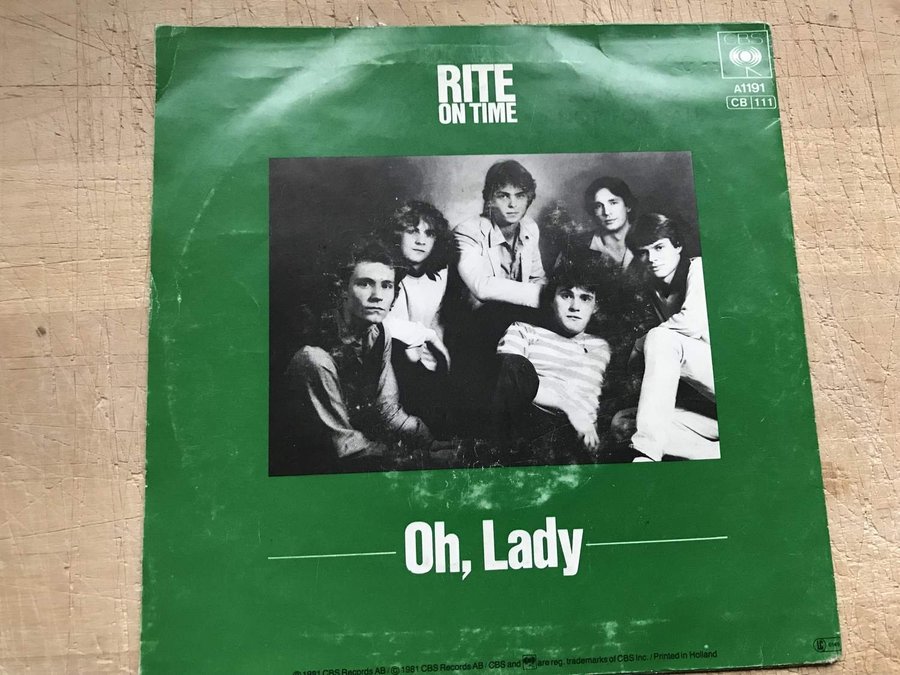 CBS
A1191
CB 111
RITE
ON TIME
Oh, Lady
℗ 1981 CBS Records AB / © 1981 CBS Records AB / CBS and are reg. trademarks of CBS Inc. / Printed in Holland
LC